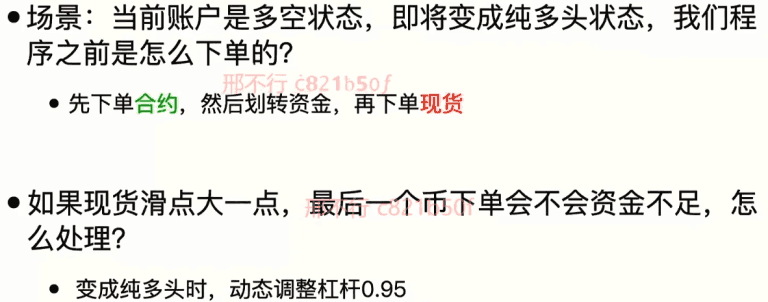 • 场景：当前账户是多空状态，即将变成纯多头状态，我们程
序之前是怎么下单的？
邢不行 c821b50f
• 先下单合约，然后划转资金，再下单现货
• 如果现货滑点大一点，最后一个币下单会不会资金不足，怎
邢不行 c821b50f
么处理？
• 变成纯多头时，动态调整杠杆0.95